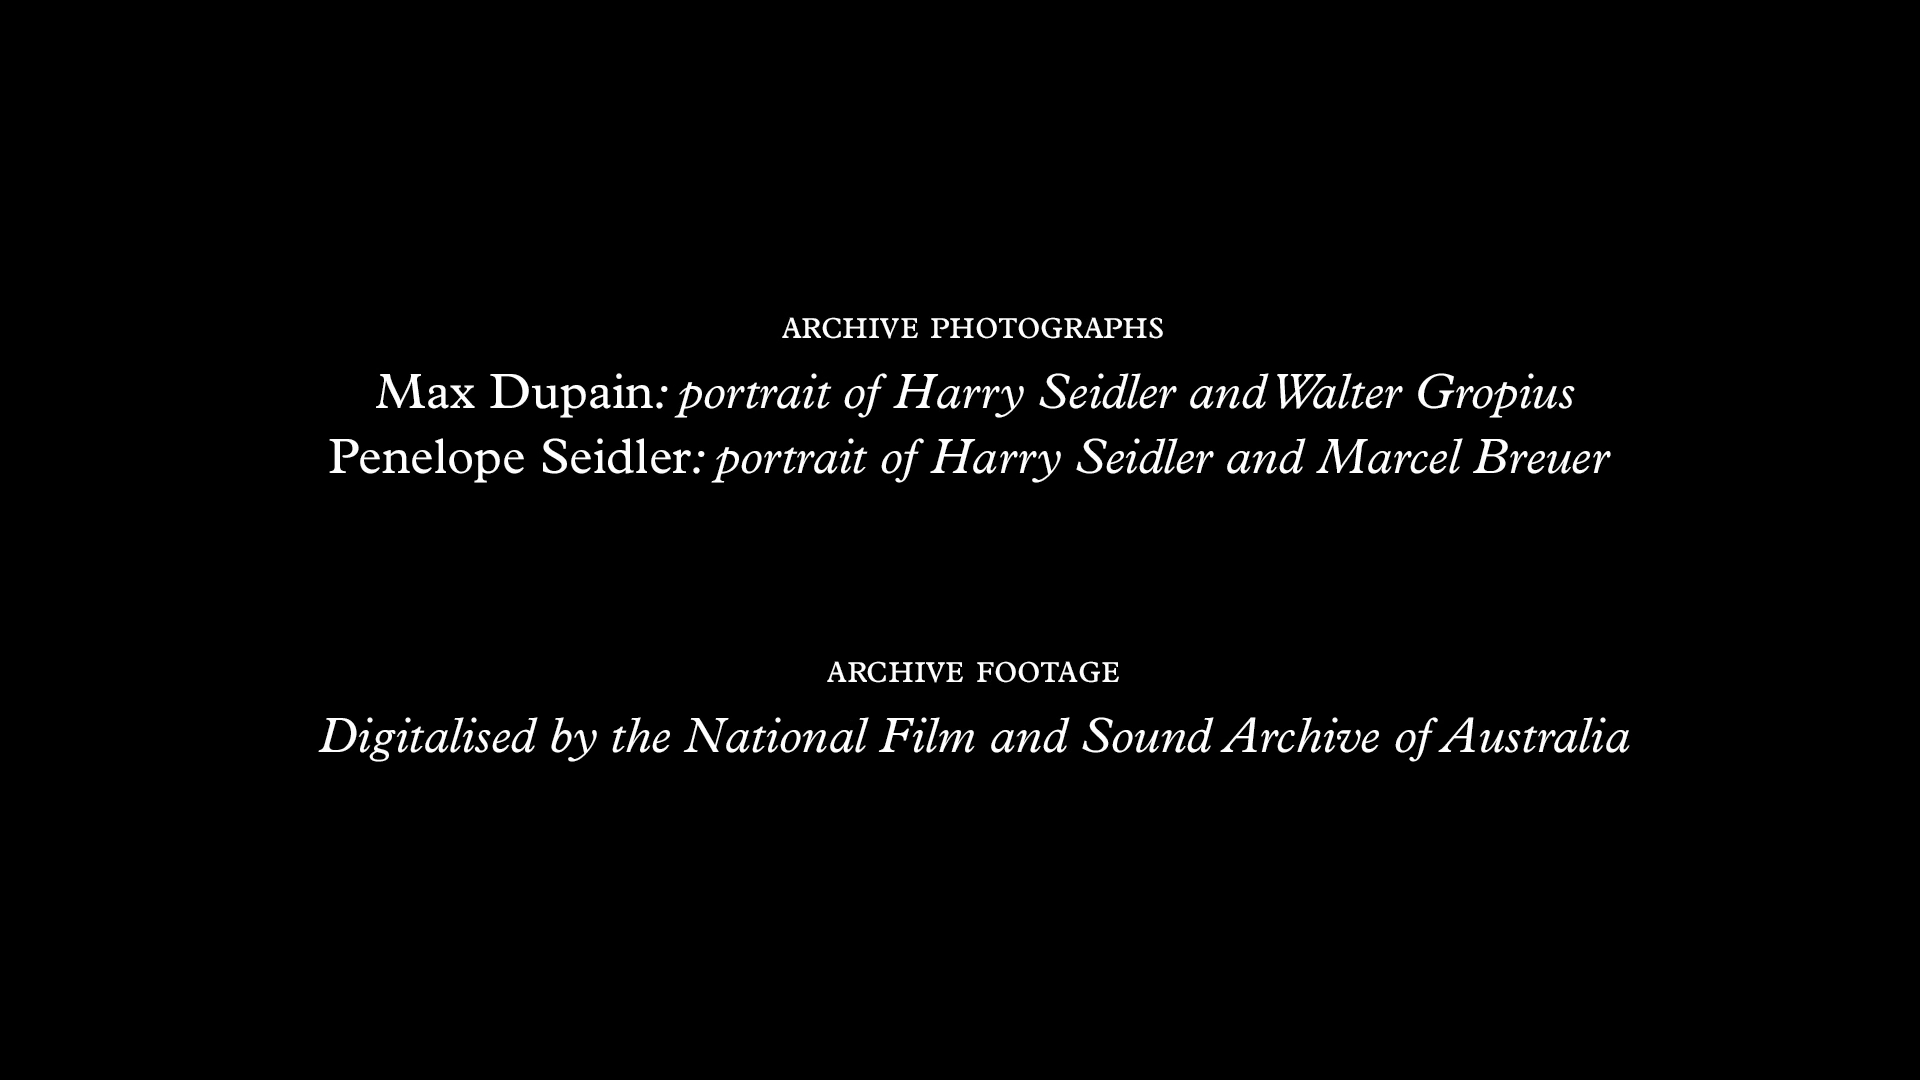 ARCHIVE PHOTOGRAPHS
Max Dupain: portrait of Harry Seidler and Walter Gropius
Penelope Seidler: portrait of Harry Seidler and Marcel Breuer
ARCHIVE FOOTAGE
Digitalised by the National Film and Sound Archive of Australia